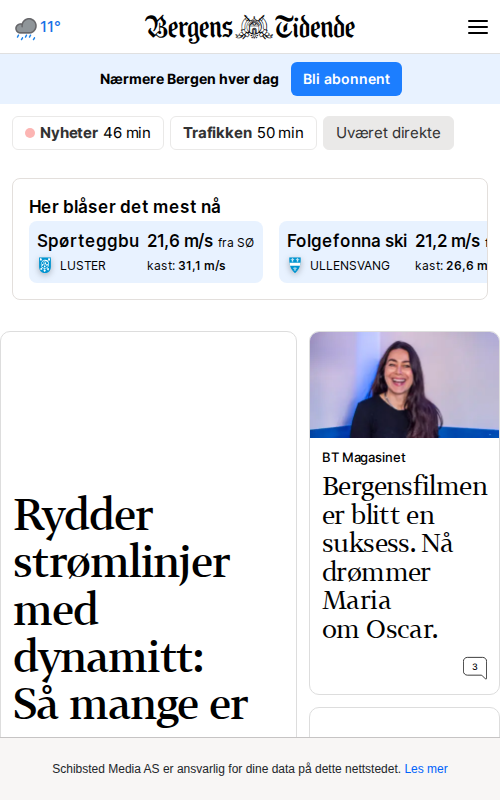 11°
Bergens Tidende
Nærmere Bergen hver dag
Bli abonnent
Nyheter 46 min
Trafikken 50 min
Uværet direkte
Her blåser det mest nå
Spørteggbu 21,6 m/s fra SØ
LUSTER kast: 31,1 m/s
Folgefonna ski 21,2 m/s
ULLENSVANG kast: 26,6 m
Rydder
strømlinjer
med
dynamitt:
Så mange er
BT Magasinet
Bergensfilmen
er blitt en
suksess. Nå
drømmer
Maria
om Oscar.
3
Schibsted Media AS er ansvarlig for dine data på dette nettstedet. Les mer